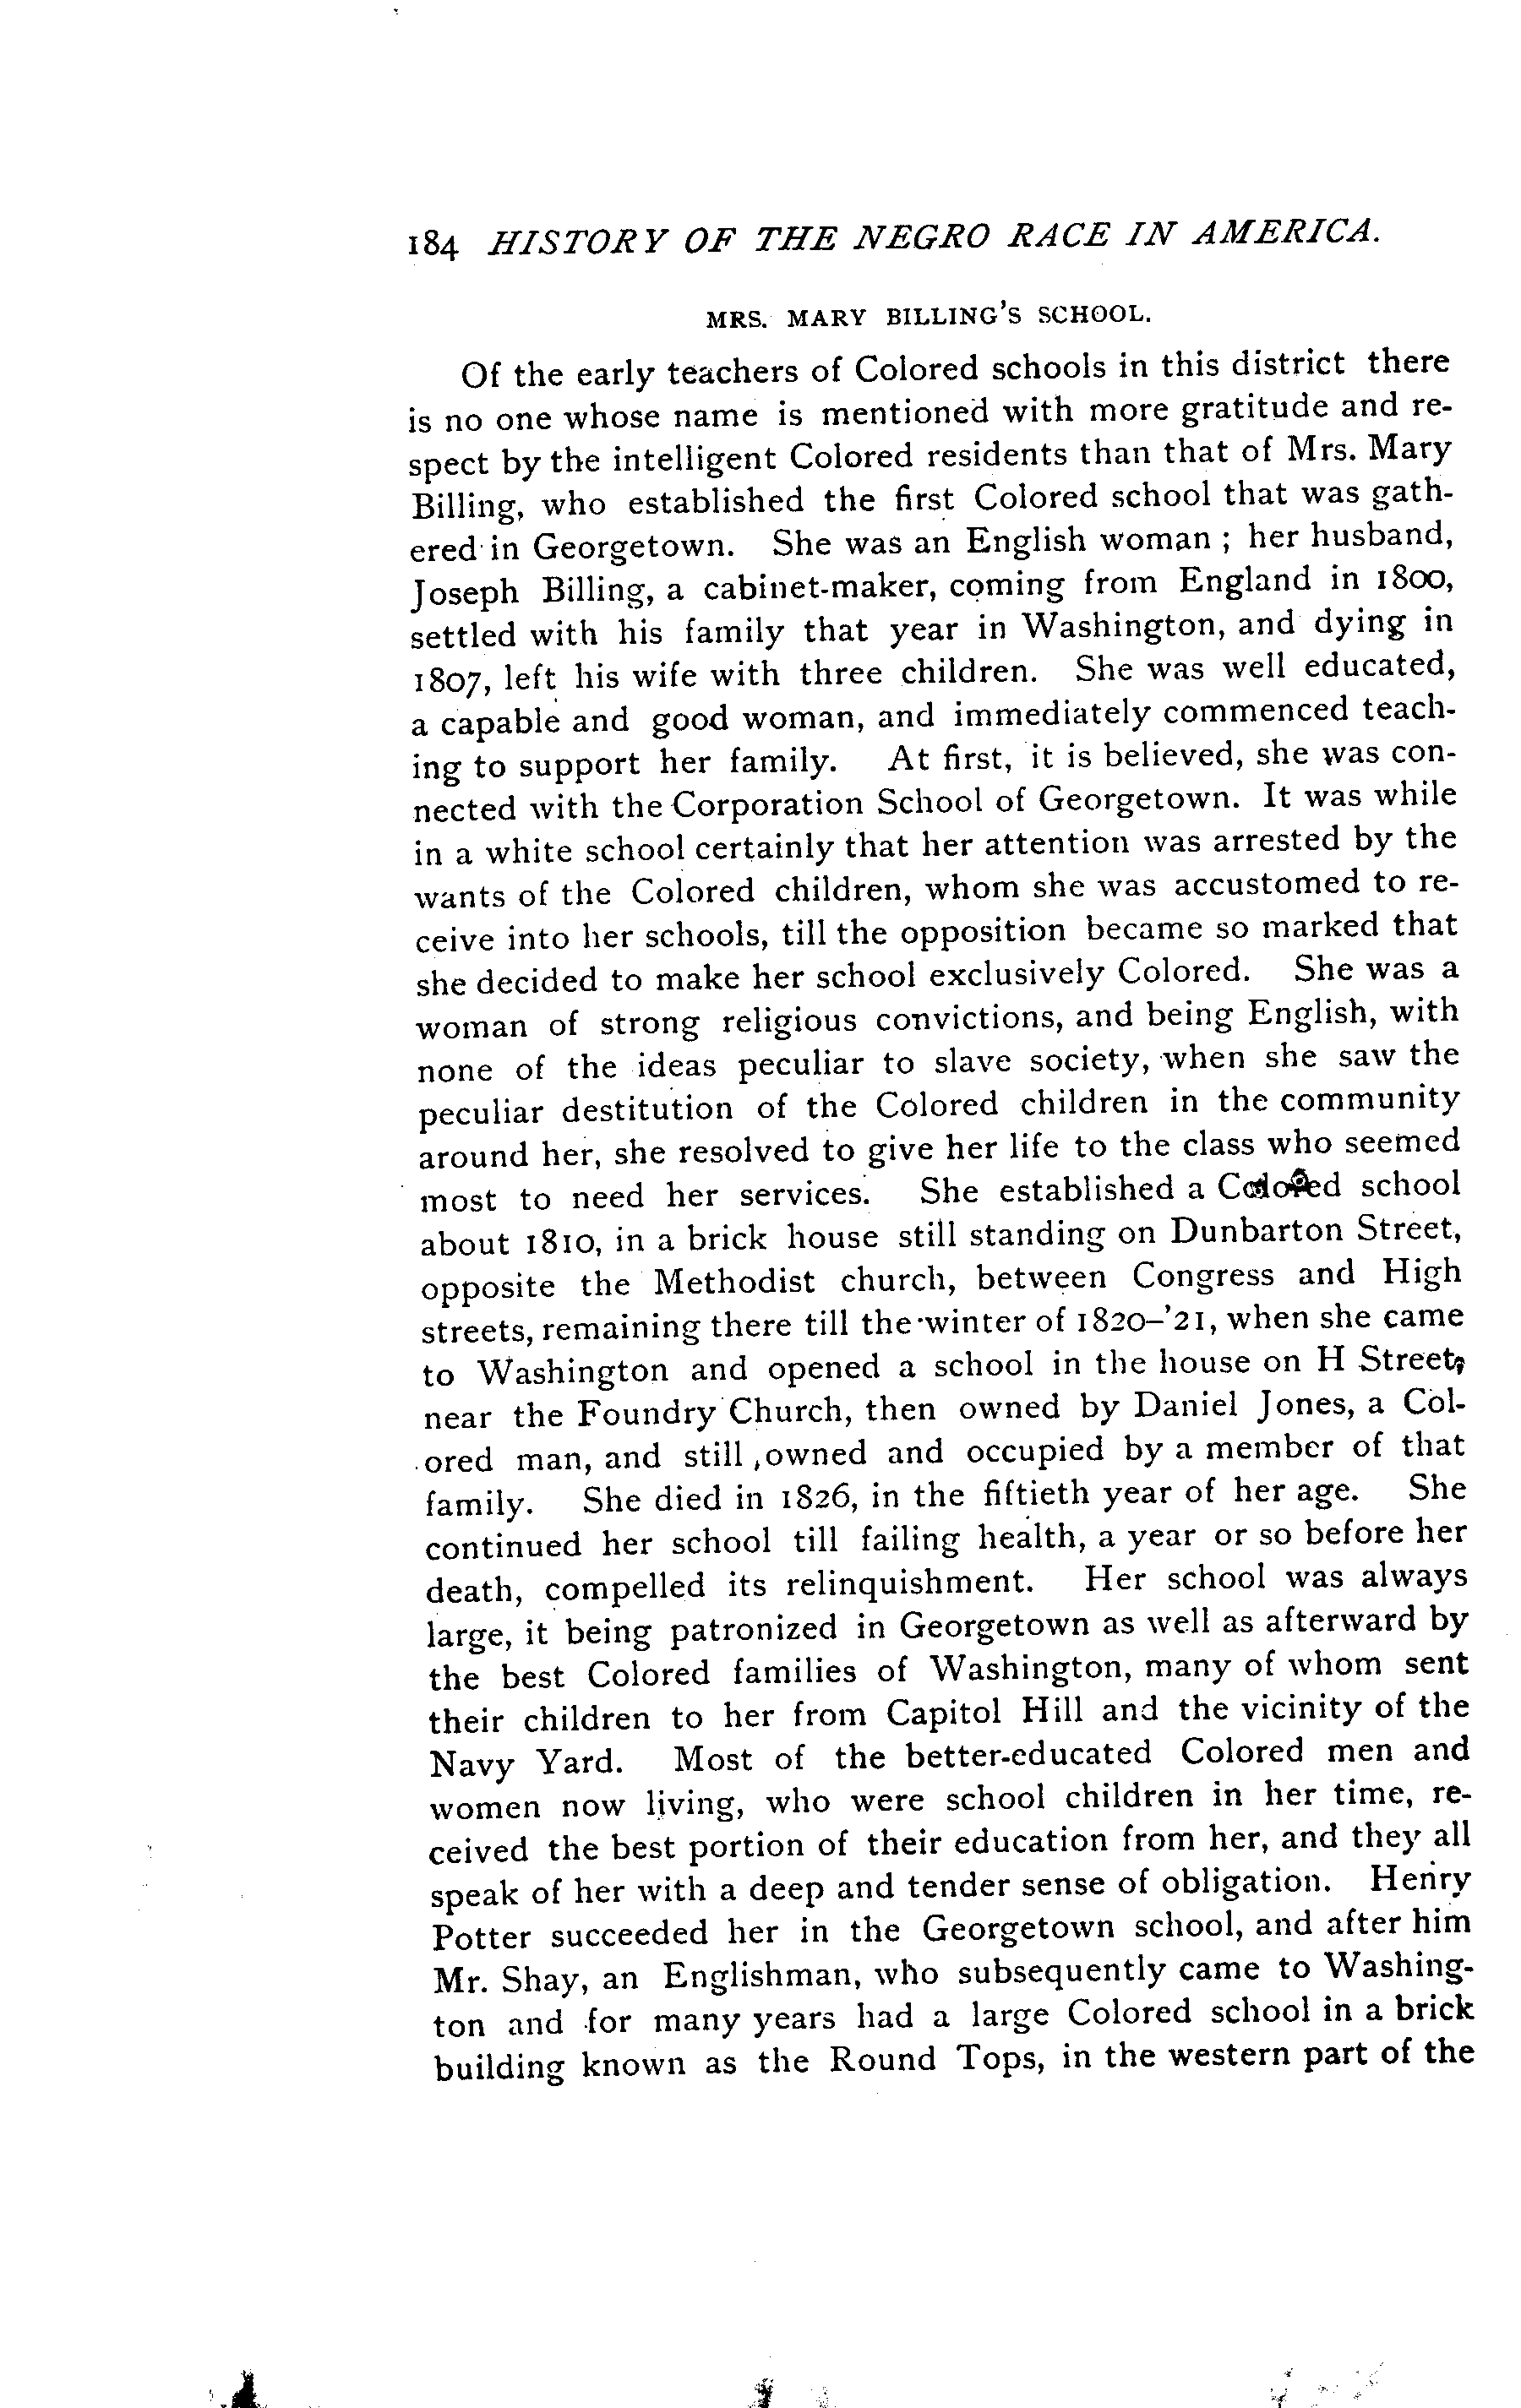 184 HISTORY OF THE NEGRO RACE IN AMERICA.
MRS. MARY BILLING'S SCHOOL.
Of the early teachers of Colored schools in this district there
is no one whose name is mentioned with more gratitude and re-
spect by the intelligent Colored residents than that of Mrs. Mary
Billing, who established the first Colored school that was gath-
ered in Georgetown. She was an English woman ; her husband,
Joseph Billing, a cabinet-maker, coming from England in 1800,
settled with his family that year in Washington, and dying in
1807, left his wife with three children. She was well educated,
a capable and good woman, and immediately commenced teach-
ing to support her family. At first, it is believed, she was con-
nected with the Corporation School of Georgetown. It was while
in a white school certainly that her attention was arrested by the
wants of the Colored children, whom she was accustomed to re-
ceive into her schools, till the opposition became so marked that
she decided to make her school exclusively Colored. She was a
woman of strong religious convictions, and being English, with
none of the ideas peculiar to slave society, when she saw the
peculiar destitution of the Colored children in the community
around her, she resolved to give her life to the class who seemed
most to need her services. She established a Colored school
about 1810, in a brick house still standing on Dunbarton Street,
opposite the Methodist church, between Congress and High
streets, remaining there till the winter of 1820–'21, when she came
to Washington and opened a school in the house on H Street,
near the Foundry Church, then owned by Daniel Jones, a Col-
ored man, and still owned and occupied by a member of that
family. She died in 1826, in the fiftieth year of her age. She
continued her school till failing health, a year or so before her
death, compelled its relinquishment. Her school was always
large, it being patronized in Georgetown as well as afterward by
the best Colored families of Washington, many of whom sent
their children to her from Capitol Hill and the vicinity of the
Navy Yard. Most of the better-educated Colored men and
women now living, who were school children in her time, re-
ceived the best portion of their education from her, and they all
speak of her with a deep and tender sense of obligation. Henry
Potter succeeded her in the Georgetown school, and after him
Mr. Shay, an Englishman, who subsequently came to Washing-
ton and for many years had a large Colored school in a brick
building known as the Round Tops, in the western part of the